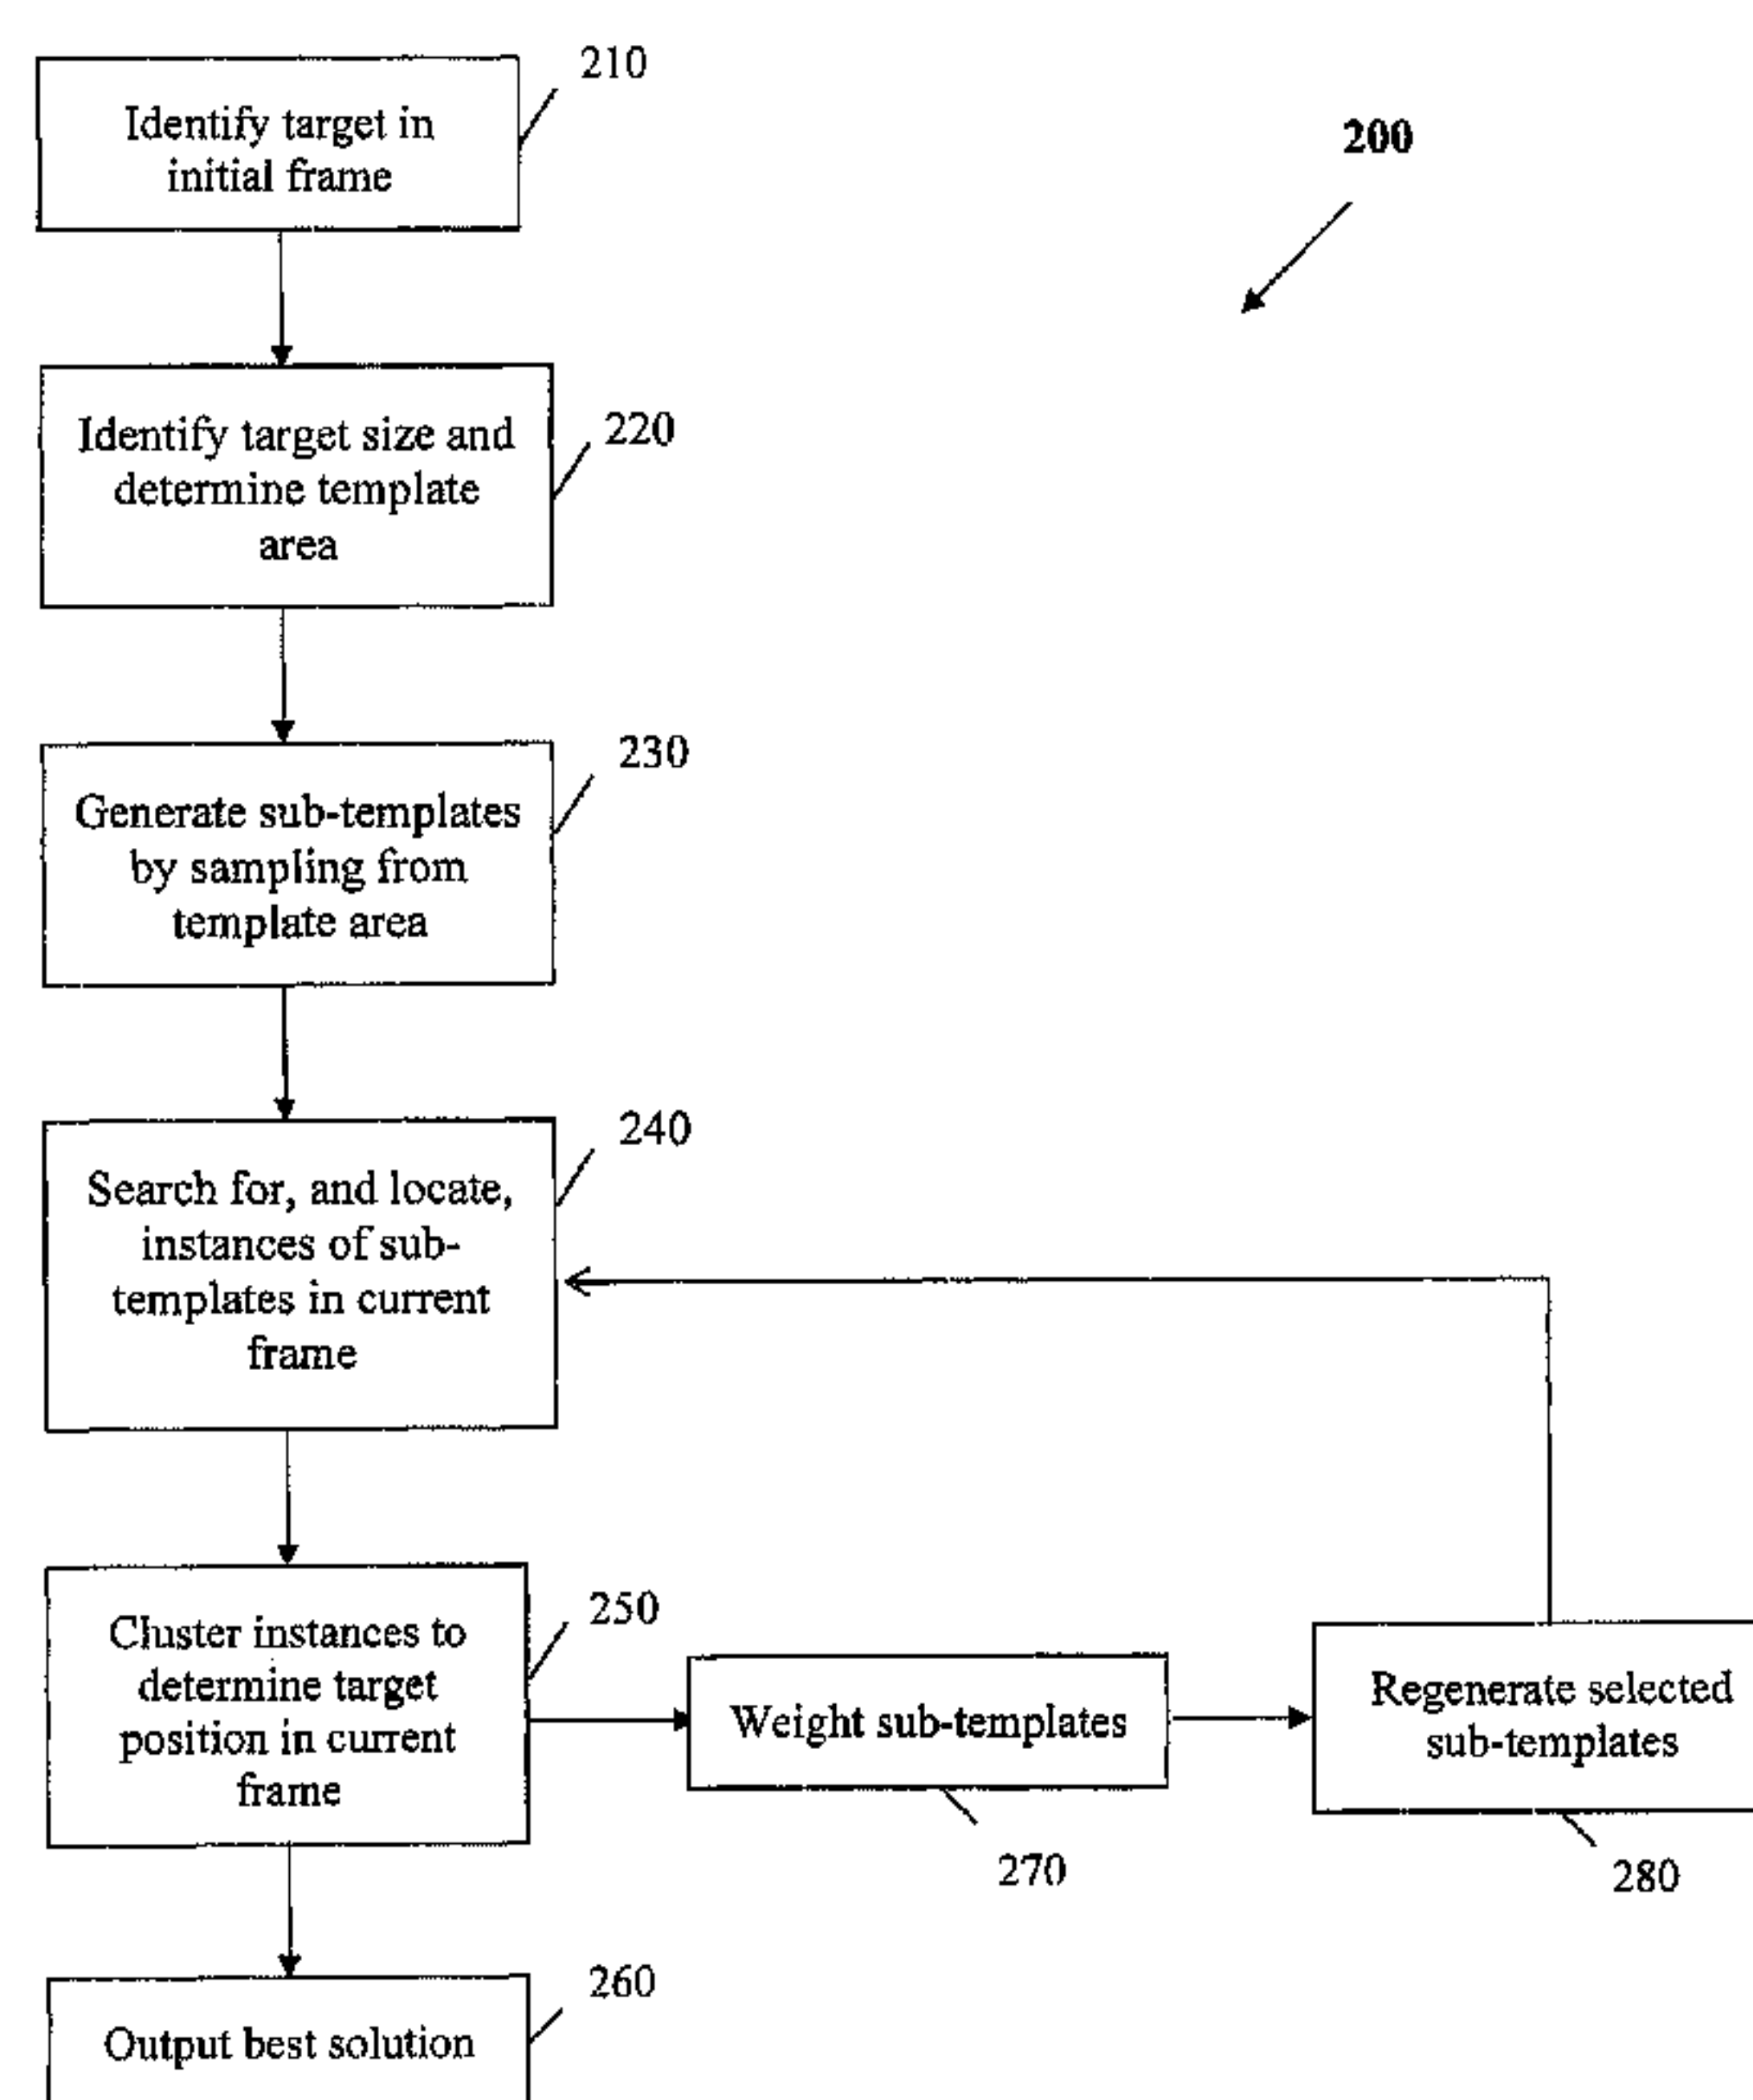 210
Identify target in
initial frame
200
220
Identify target size and
determine template
area
230
Generate sub-templates
by sampling from
template area
240
Search for, and locate,
instances of sub-
templates in current
frame
250
Cluster instances to
determine target
position in current
frame
Weight sub-templates
270
Regenerate selected
sub-templates
280
260
Output best solution